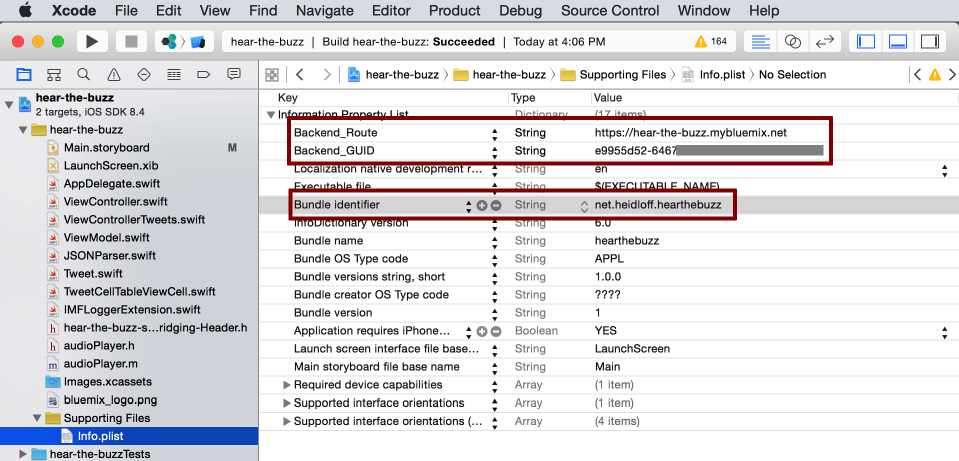 Xcode File Edit View Find Navigate Editor Product Debug Source Control Window Help
hear-the-buzz | Build hear-the-buzz: Succeeded | Today at 4:06 PM 164
hear-the-buzz hear-the-buzz Supporting Files Info.plist No Selection
hear-the-buzz
2 targets, iOS SDK 8.4
hear-the-buzz
Main.storyboard M
LaunchScreen.xib
AppDelegate.swift
ViewController.swift
ViewControllerTweets.swift
ViewModel.swift
JSONParser.swift
Tweet.swift
TweetCellTableViewCell.swift
IMFLoggerExtension.swift
hear-the-buzz-s...ridging-Header.h
audioPlayer.h
audioPlayer.m
Images.xcassets
bluemix_logo.png
Supporting Files
Info.plist
hear-the-buzzTests
Key Type Value
Information Property List Dictionary (17 items)
Backend_Route String https://hear-the-buzz.mybluemix.net
Backend_GUID String e9955d52-6467
Localization native development r... String en
Executable file String $(EXECUTABLE_NAME)
Bundle identifier String net.heidloff.hearthebuzz
InfoDictionary version String 6.0
Bundle name String hearthebuzz
Bundle OS Type code String APPL
Bundle versions string, short String 1.0.0
Bundle creator OS Type code String ????
Bundle version String 1
Application requires iPhone... Boolean YES
Launch screen interface file base... String LaunchScreen
Main storyboard file base name String Main
Required device capabilities Array (1 item)
Supported interface orientations Array (1 item)
Supported interface orientations (... Array (4 items)